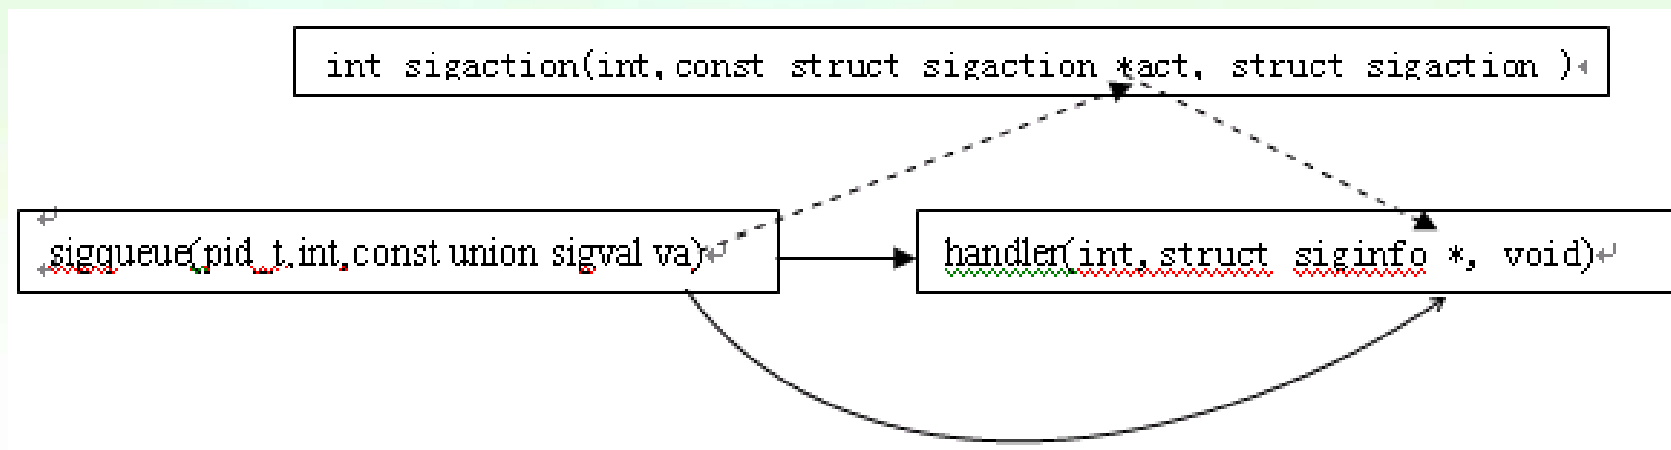 int sigaction(int,const struct sigaction *act, struct sigaction )
sigqueue(pid_t,int,const union sigval va)
handler(int,struct siginfo *, void)